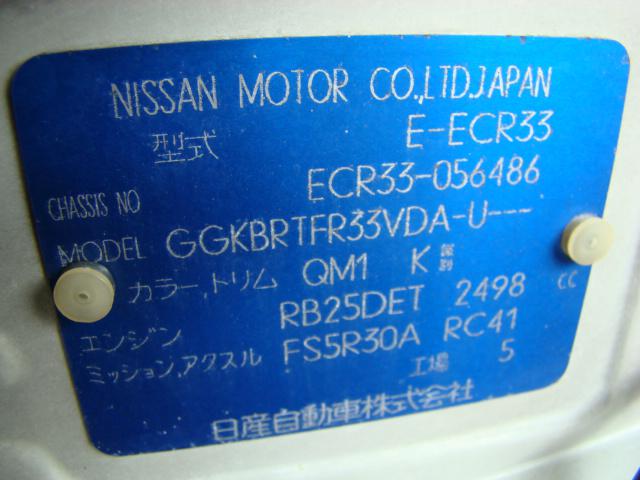 NISSAN MOTOR CO.,LTD.JAPAN
型式 E-ECR33
CHASSIS NO ECR33-056486
MODEL GGKBRTFR33VDA-U---
カラー,トリム QM1 K 識別
エンジン RB25DET 2498 CC
ミッション,アクスル FS5R30A RC41
工場 5
日産自動車株式会社